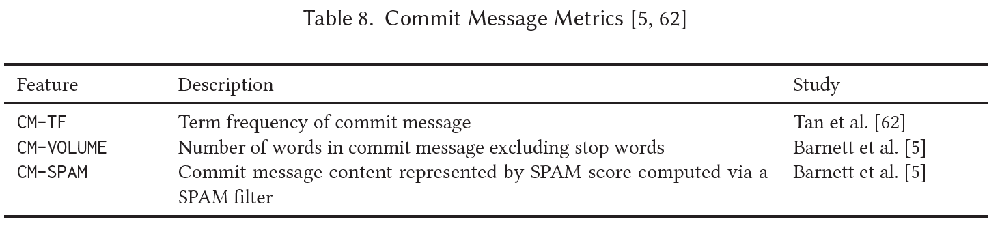 Table 8. Commit Message Metrics [5, 62]
Feature Description Study
CM-TF Term frequency of commit message Tan et al. [62]
CM-VOLUME Number of words in commit message excluding stop words Barnett et al. [5]
CM-SPAM Commit message content represented by SPAM score computed via a Barnett et al. [5]
SPAM filter